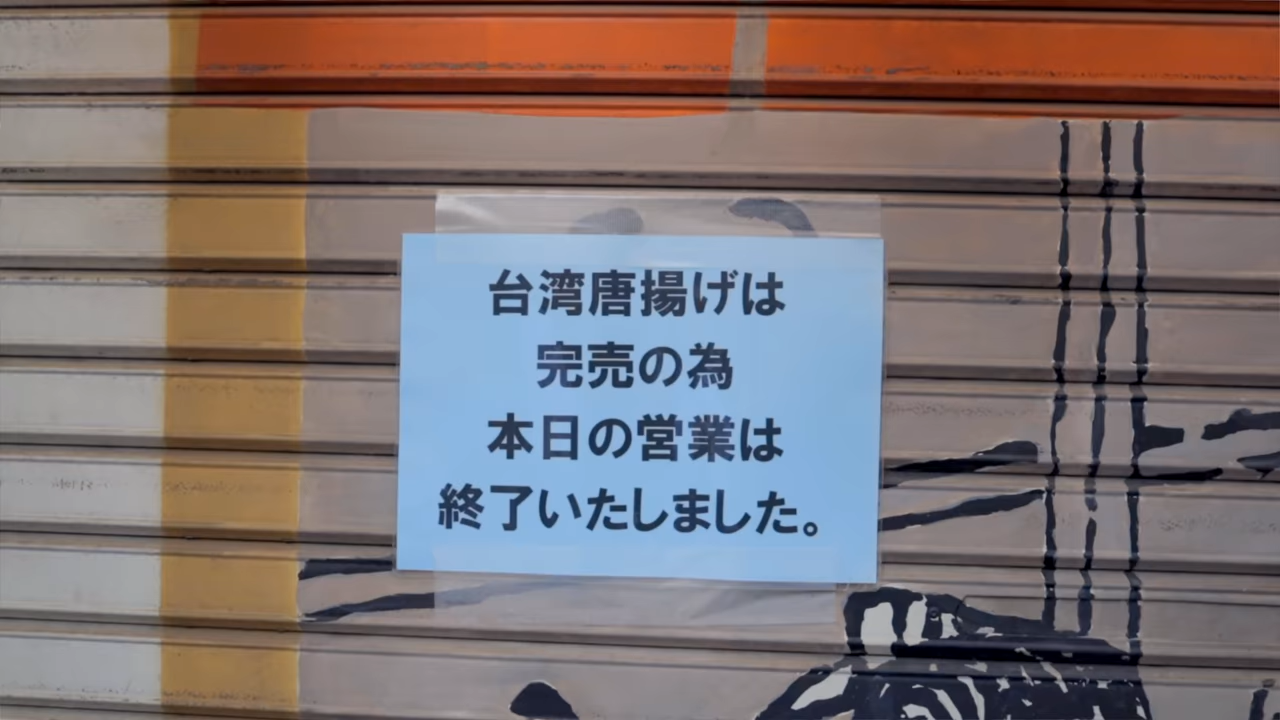 台湾唐揚げは
完売の為
本日の営業は
終了いたしました。